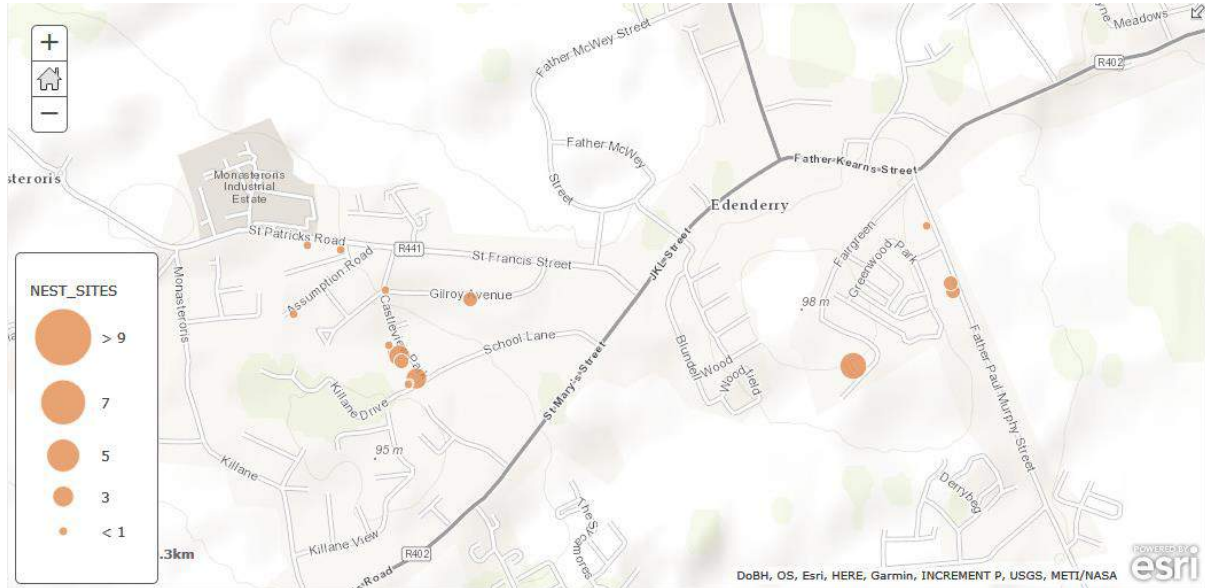 +
−
NEST_SITES
> 9
7
5
3
< 1
.3km
steroris
Monasterons
Industrial
Estate
St Patricks Road
R441
St Francis Street
Assumption Road
Gilroy Avenue
Castleview Park
School Lane
Monasteroris
Killane Drive
Killane
95 m
Killane View
R402
Road
St Mary's Street
JKL Street
Father McWey Street
Father McWey
Street
Edenderry
Father Kearns Street
R402
Meadows
Fairgreen
Greenwood
Park
98 m
Blundell
Wood
Wood
field
Father Paul Murphy Street
Derrybeg
The Sycamores
DoBH, OS, Esri, HERE, Garmin, INCREMENT P, USGS, METI/NASA
POWERED BY
esri